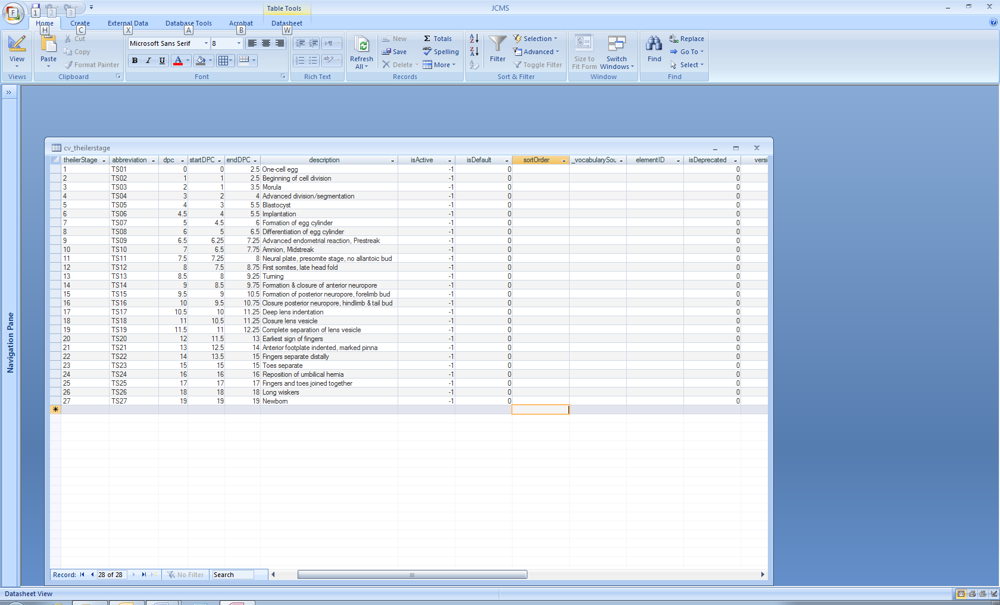 F 1 2 3 Table Tools JCMS
Home Create External Data Database Tools Acrobat Datasheet
H C X A B W
View Paste Cut Copy Format Painter
Microsoft Sans Serif 8
B I U A
Refresh All New Save Delete Σ Totals Spelling More
Filter Selection Advanced Toggle Filter
Size to Fit Form Switch Windows
Find Replace Go To Select
Views Clipboard Font Rich Text Records Sort & Filter Window Find
Navigation Pane
cv_theilerstage
theilerStage abbreviation dpc startDPC endDPC description isActive isDefault sortOrder _vocabularySou elementID isDeprecated versi
1 TS01 0 0 2.5 One-cell egg -1 0 0
2 TS02 1 1 2.5 Beginning of cell division -1 0 0
3 TS03 2 1 3.5 Morula -1 0 0
4 TS04 3 2 4 Advanced division/segmentation -1 0 0
5 TS05 4 3 5.5 Blastocyst -1 0 0
6 TS06 4.5 4 5.5 Implantation -1 0 0
7 TS07 5 4.5 6 Formation of egg cylinder -1 0 0
8 TS08 6 5 6.5 Differentiation of egg cylinder -1 0 0
9 TS09 6.5 6.25 7.25 Advanced endometrial reaction, Prestreak -1 0 0
10 TS10 7 6.5 7.75 Amnion, Midstreak -1 0 0
11 TS11 7.5 7.25 8 Neural plate, presomite stage, no allantoic bud -1 0 0
12 TS12 8 7.5 8.75 First somites, late head fold -1 0 0
13 TS13 8.5 8 9.25 Turning -1 0 0
14 TS14 9 8.5 9.75 Formation & closure of anterior neuropore -1 0 0
15 TS15 9.5 9 10.5 Formation of posterior neuropore, forelimb bud -1 0 0
16 TS16 10 9.5 10.75 Closure posterior neuropore, hindlimb & tail bud -1 0 0
17 TS17 10.5 10 11.25 Deep lens indentation -1 0 0
18 TS18 11 10.5 11.25 Closure lens vesicle -1 0 0
19 TS19 11.5 11 12.25 Complete separation of lens vesicle -1 0 0
20 TS20 12 11.5 13 Earliest sign of fingers -1 0 0
21 TS21 13 12.5 14 Anterior footplate indented, marked pinna -1 0 0
22 TS22 14 13.5 15 Fingers separate distally -1 0 0
23 TS23 15 15 15 Toes separate -1 0 0
24 TS24 16 16 16 Reposition of umbilical hernia -1 0 0
25 TS25 17 17 17 Fingers and toes joined together -1 0 0
26 TS26 18 18 18 Long wiskers -1 0 0
27 TS27 19 19 19 Newborn -1 0 0
Record: 28 of 28 No Filter Search
Datasheet View